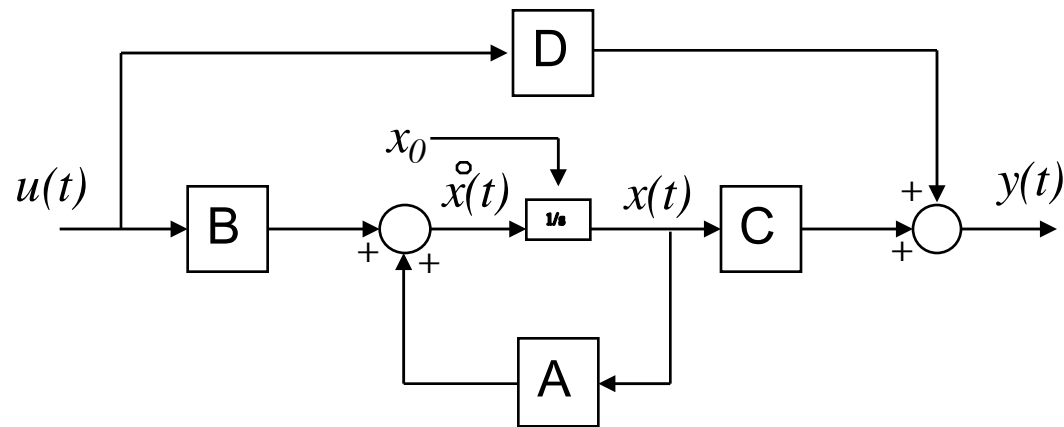 D
x₀
u(t)
B
+
+
x̊(t)
1/s
x(t)
C
+
+
y(t)
A